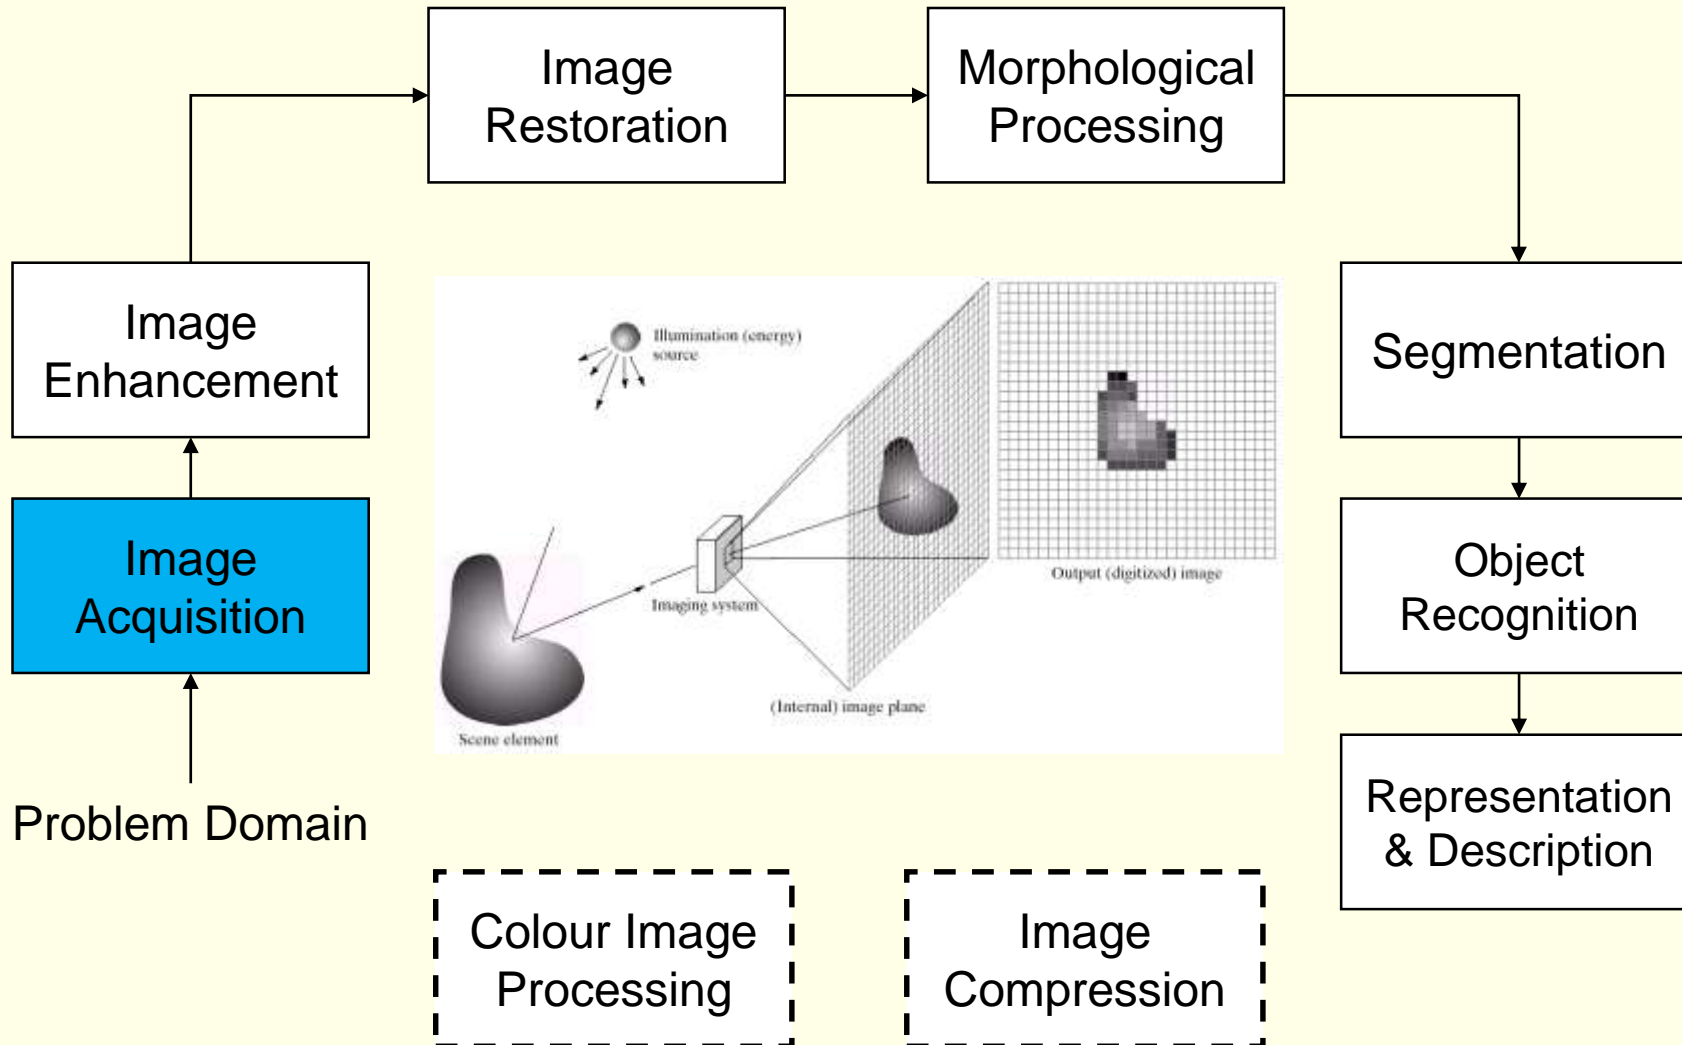 Image
Restoration
Morphological
Processing
Image
Enhancement
Illumination (energy)
source
Segmentation
Image
Acquisition
Imaging system
Output (digitized) image
Object
Recognition
(Internal) image plane
Scene element
Problem Domain
Representation
& Description
Colour Image
Processing
Image
Compression